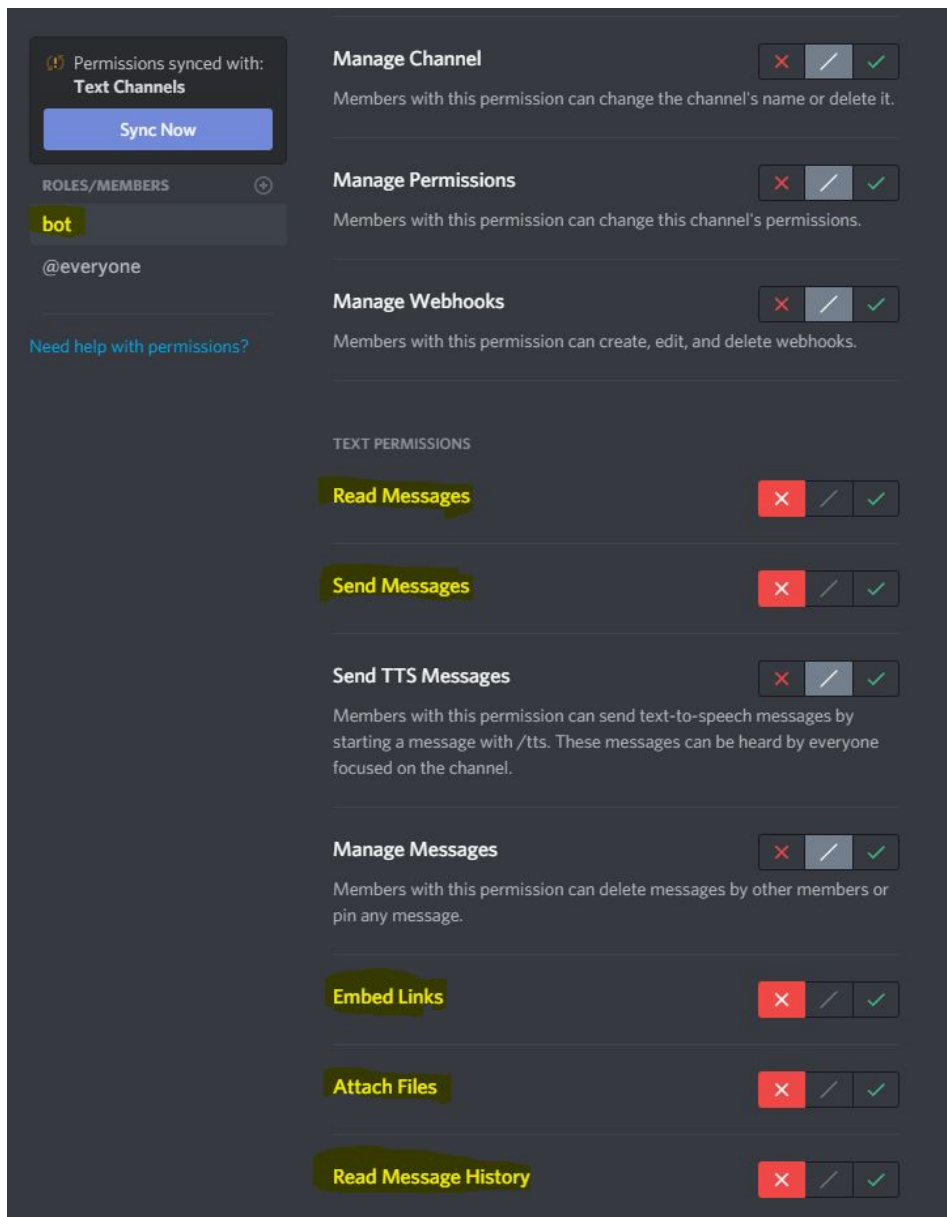 Permissions synced with:
Text Channels
Sync Now
ROLES/MEMBERS
bot
@everyone
Need help with permissions?
Manage Channel
Members with this permission can change the channel's name or delete it.
Manage Permissions
Members with this permission can change this channel's permissions.
Manage Webhooks
Members with this permission can create, edit, and delete webhooks.
TEXT PERMISSIONS
Read Messages
Send Messages
Send TTS Messages
Members with this permission can send text-to-speech messages by
starting a message with /tts. These messages can be heard by everyone
focused on the channel.
Manage Messages
Members with this permission can delete messages by other members or
pin any message.
Embed Links
Attach Files
Read Message History